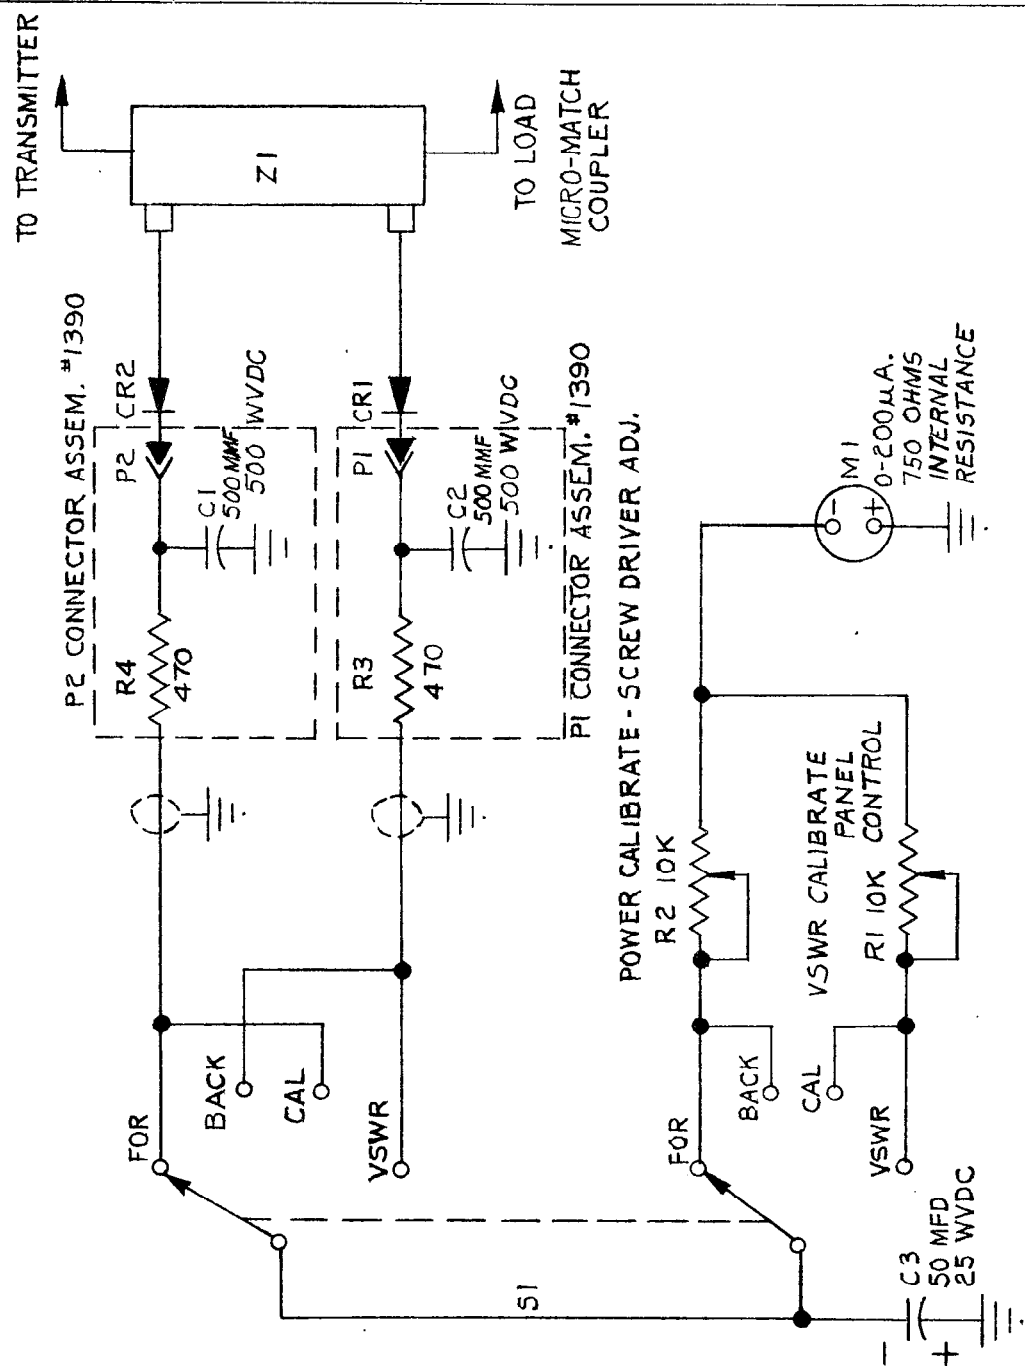 TO TRANSMITTER
Z1
TO LOAD
MICRO-MATCH
COUPLER
P2 CONNECTOR ASSEM. #1390
CR2
P2
C1
500 MMF
500 WVDC
R4
470
CR1
P1
C2
500 MMF
500 WVDC
R3
470
P1 CONNECTOR ASSEM. #1390
FOR
BACK
CAL
VSWR
S1
POWER CALIBRATE - SCREW DRIVER ADJ.
R2 10K
VSWR CALIBRATE
PANEL
CONTROL
R1 10K
FOR
BACK
CAL
VSWR
-
+
M1
0-200µA.
750 OHMS
INTERNAL
RESISTANCE
C3
50 MFD
25 WVDC
-
+